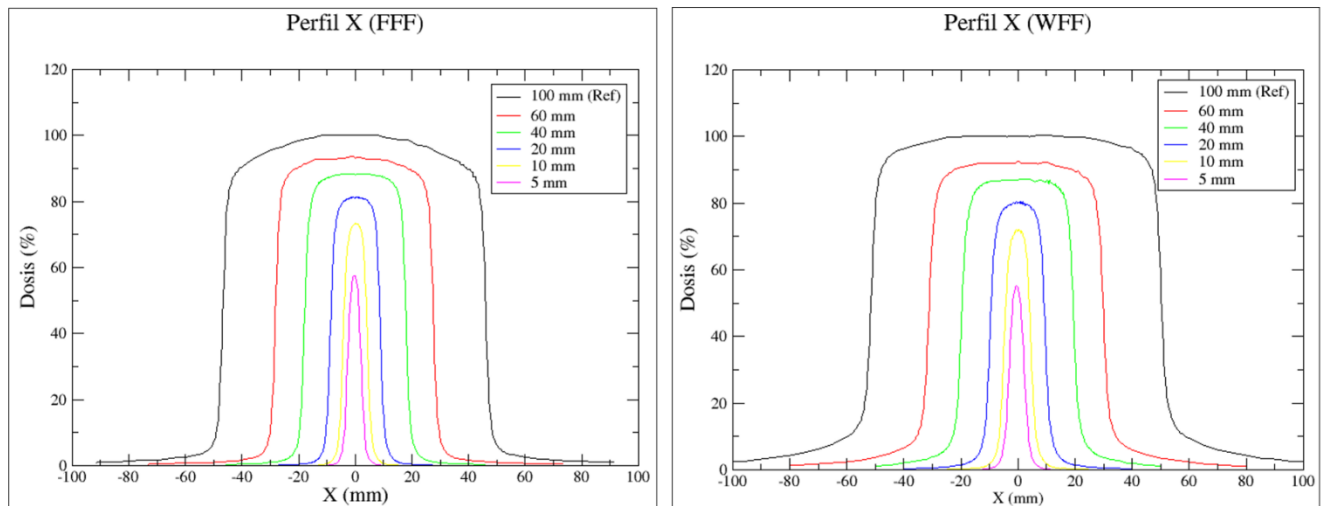 Perfil X (FFF)
120
100
80
60
40
20
0
Dosis (%)
100 mm (Ref)
60 mm
40 mm
20 mm
10 mm
5 mm
-100 -80 -60 -40 -20 0 20 40 60 80 100
X (mm)
Perfil X (WFF)
120
100
80
60
40
20
0
Dosis (%)
100 mm (Ref)
60 mm
40 mm
20 mm
10 mm
5 mm
-100 -80 -60 -40 -20 0 20 40 60 80 100
X (mm)